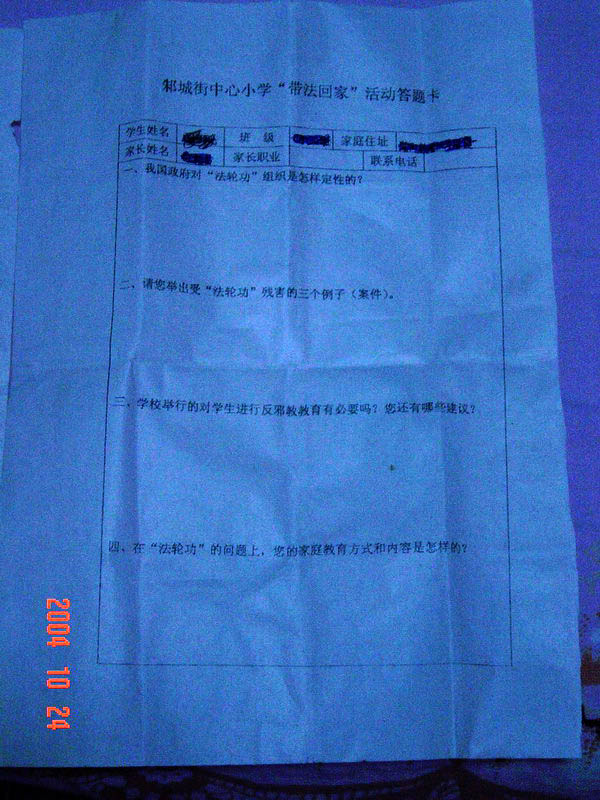 邾城街中心小学“带法回家”活动答题卡
学生姓名 班 级 家庭住址
家长姓名 家长职业 联系电话
一、我国政府对“法轮功”组织是怎样定性的？
二、请您举出受“法轮功”残害的三个例子（案件）。
三、学校举行的对学生进行反邪教教育有必要吗？您还有哪些建议？
四、在“法轮功”的问题上，您的家庭教育方式和内容是怎样的？
2004 10 24